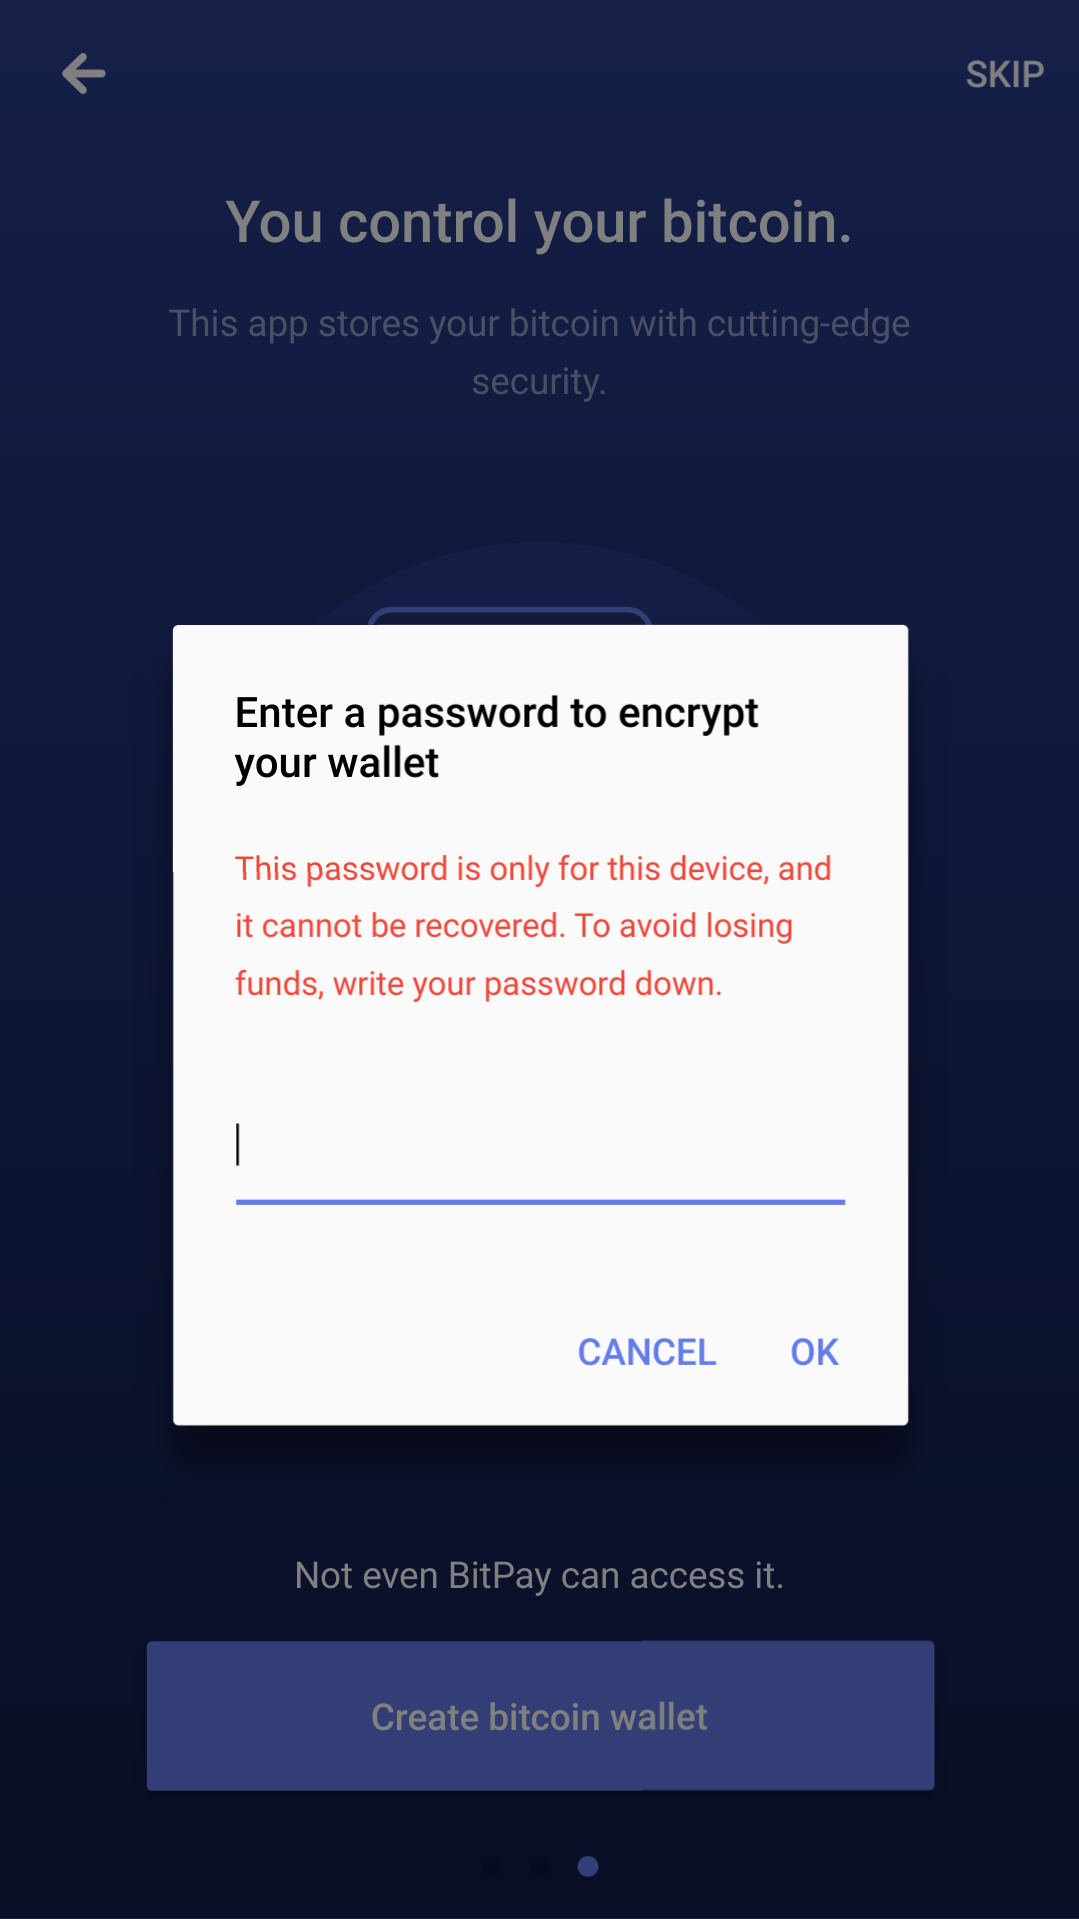 SKIP
You control your bitcoin.
This app stores your bitcoin with cutting-edge
security.
Enter a password to encrypt
your wallet
This password is only for this device, and
it cannot be recovered. To avoid losing
funds, write your password down.
CANCEL OK
Not even BitPay can access it.
Create bitcoin wallet